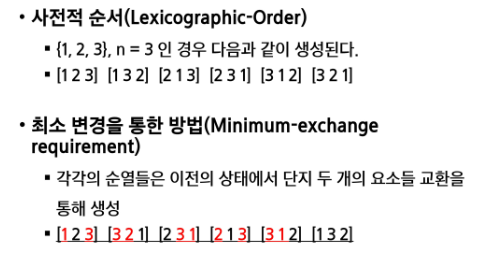 • 사전적 순서(Lexicographic-Order)
▪ {1, 2, 3}, n = 3 인 경우 다음과 같이 생성된다.
▪ [1 2 3] [1 3 2] [2 1 3] [2 3 1] [3 1 2] [3 2 1]
• 최소 변경을 통한 방법(Minimum-exchange
requirement)
▪ 각각의 순열들은 이전의 상태에서 단지 두 개의 요소들 교환을
통해 생성
▪ [1 2 3] [3 2 1] [2 3 1] [2 1 3] [3 1 2] [1 3 2]